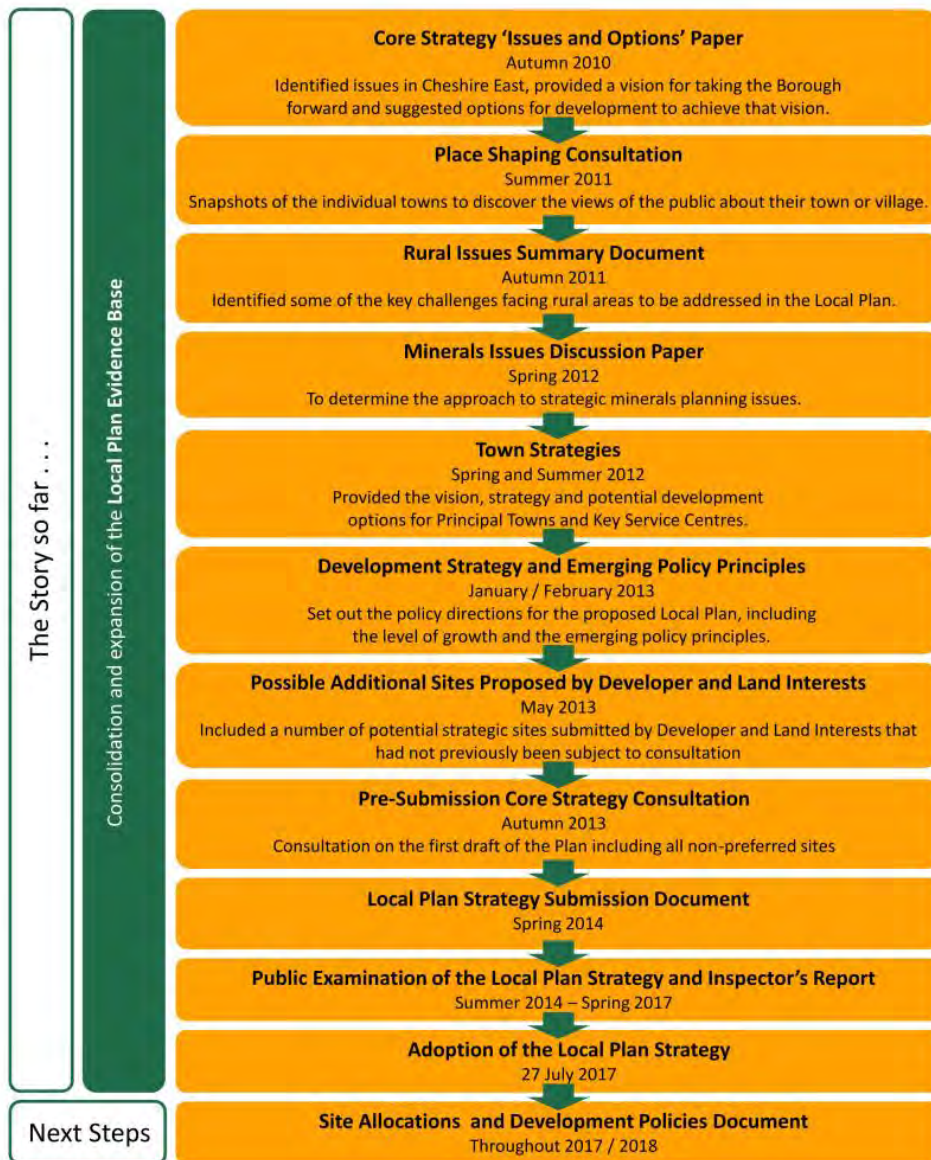 The Story so far . . .
Consolidation and expansion of the Local Plan Evidence Base
Core Strategy ‘Issues and Options’ Paper
Autumn 2010
Identified issues in Cheshire East, provided a vision for taking the Borough
forward and suggested options for development to achieve that vision.
Place Shaping Consultation
Summer 2011
Snapshots of the individual towns to discover the views of the public about their town or village.
Rural Issues Summary Document
Autumn 2011
Identified some of the key challenges facing rural areas to be addressed in the Local Plan.
Minerals Issues Discussion Paper
Spring 2012
To determine the approach to strategic minerals planning issues.
Town Strategies
Spring and Summer 2012
Provided the vision, strategy and potential development
options for Principal Towns and Key Service Centres.
Development Strategy and Emerging Policy Principles
January / February 2013
Set out the policy directions for the proposed Local Plan, including
the level of growth and the emerging policy principles.
Possible Additional Sites Proposed by Developer and Land Interests
May 2013
Included a number of potential strategic sites submitted by Developer and Land Interests that
had not previously been subject to consultation
Pre-Submission Core Strategy Consultation
Autumn 2013
Consultation on the first draft of the Plan including all non-preferred sites
Local Plan Strategy Submission Document
Spring 2014
Public Examination of the Local Plan Strategy and Inspector’s Report
Summer 2014 – Spring 2017
Adoption of the Local Plan Strategy
27 July 2017
Next Steps
Site Allocations and Development Policies Document
Throughout 2017 / 2018